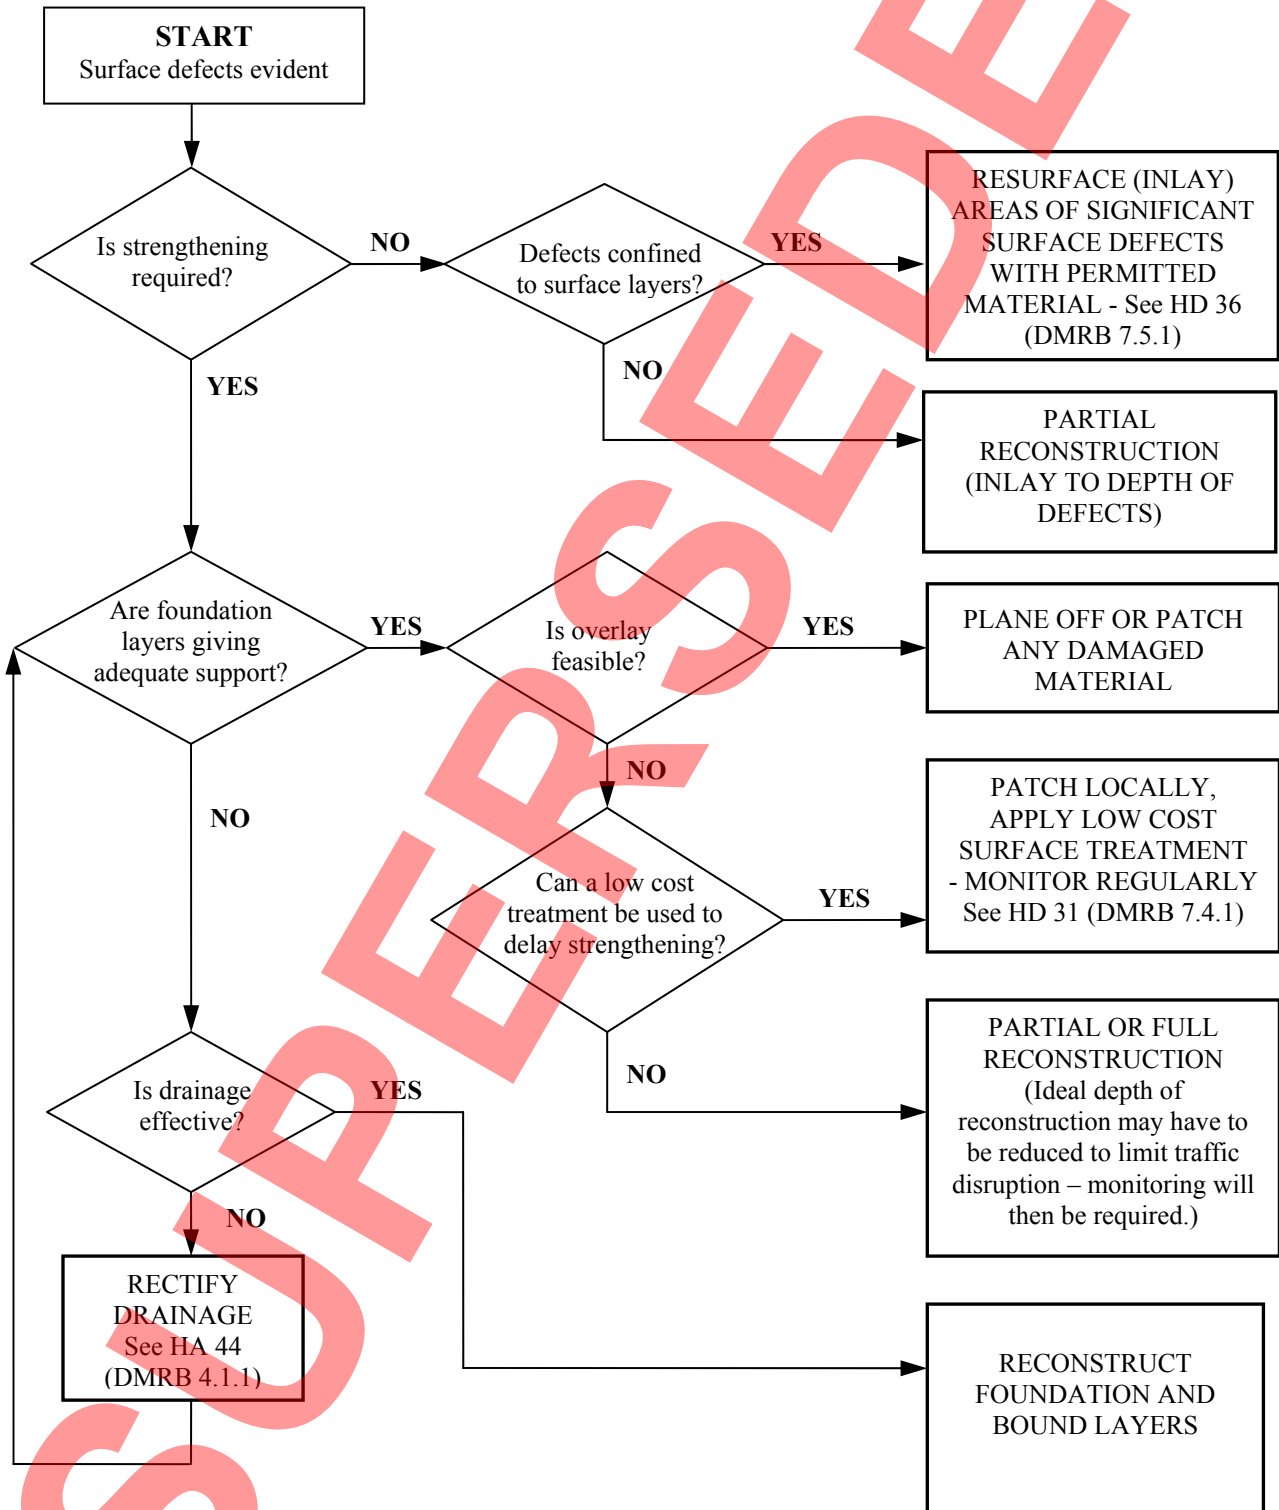 START
Surface defects evident
Is strengthening
required?
NO
Defects confined
to surface layers?
YES
RESURFACE (INLAY)
AREAS OF SIGNIFICANT
SURFACE DEFECTS
WITH PERMITTED
MATERIAL - See HD 36
(DMRB 7.5.1)
NO
PARTIAL
RECONSTRUCTION
(INLAY TO DEPTH OF
DEFECTS)
YES
Are foundation
layers giving
adequate support?
YES
Is overlay
feasible?
YES
PLANE OFF OR PATCH
ANY DAMAGED
MATERIAL
NO
Can a low cost
treatment be used to
delay strengthening?
YES
PATCH LOCALLY,
APPLY LOW COST
SURFACE TREATMENT
- MONITOR REGULARLY
See HD 31 (DMRB 7.4.1)
NO
PARTIAL OR FULL
RECONSTRUCTION
(Ideal depth of
reconstruction may have to
be reduced to limit traffic
disruption – monitoring will
then be required.)
NO
Is drainage
effective?
YES
RECONSTRUCT
FOUNDATION AND
BOUND LAYERS
NO
RECTIFY
DRAINAGE
See HA 44
(DMRB 4.1.1)
SUPERSEDE